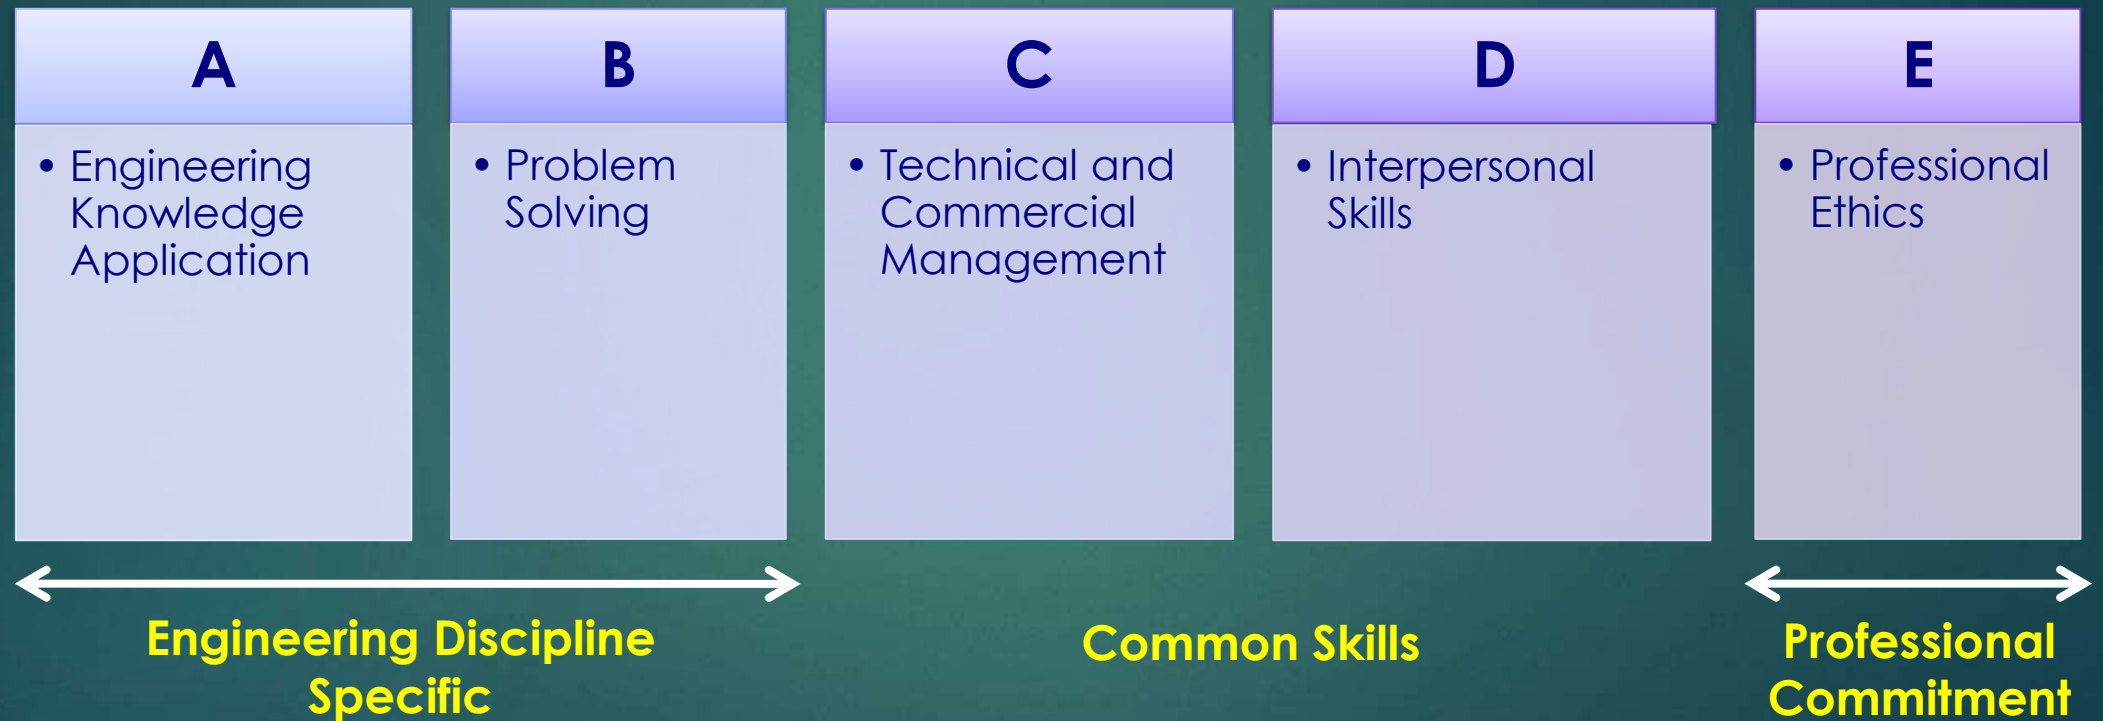 A
B
C
D
E
• Engineering
Knowledge
Application
• Problem
Solving
• Technical and
Commercial
Management
• Interpersonal
Skills
• Professional
Ethics
Engineering Discipline
Specific
Common Skills
Professional
Commitment